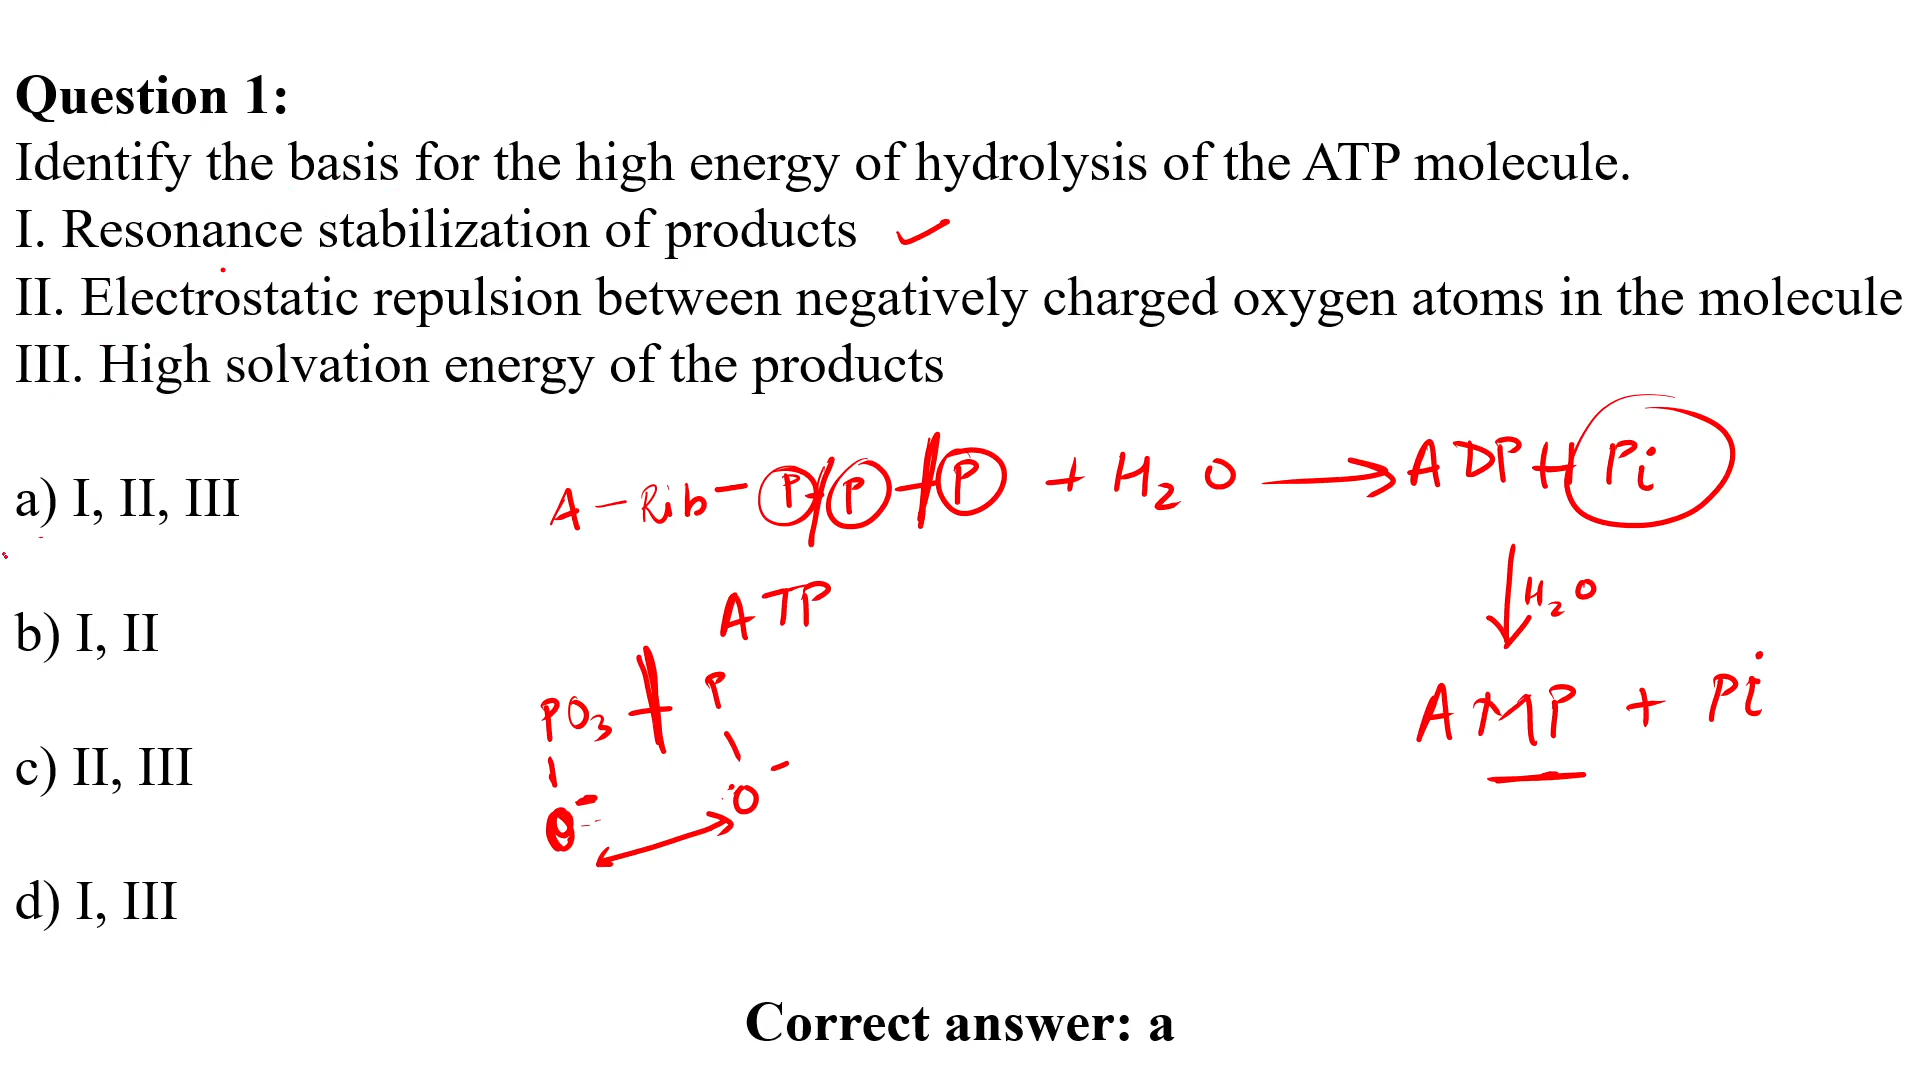 Question 1:
Identify the basis for the high energy of hydrolysis of the ATP molecule.
I. Resonance stabilization of products
II. Electrostatic repulsion between negatively charged oxygen atoms in the molecule
III. High solvation energy of the products
a) I, II, III
A - Rib - P P P + H₂O → ADP + Pi
ATP
H₂O
b) I, II
PO₃ P
AMP + Pi
c) II, III
O⁻ O⁻
d) I, III
Correct answer: a